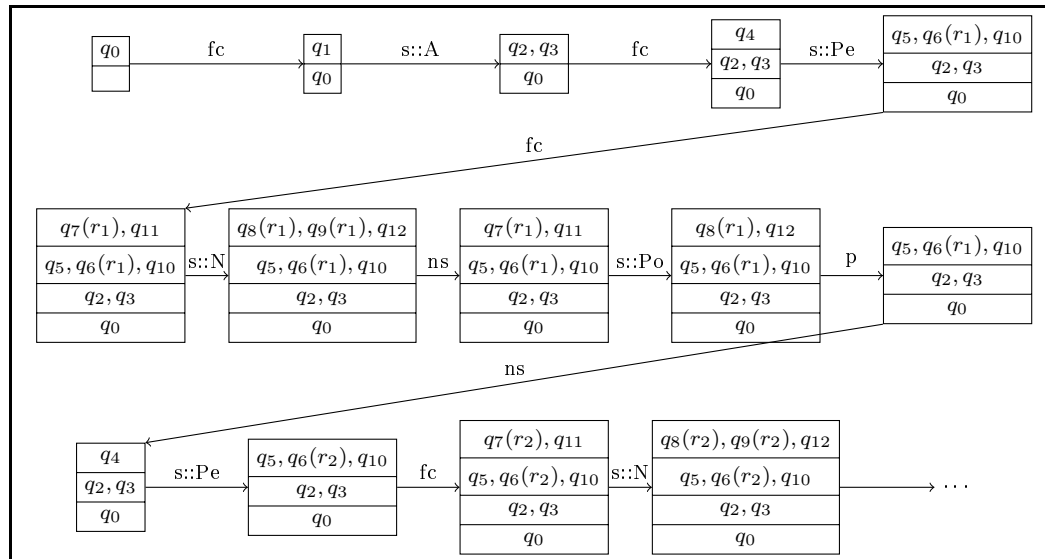 q₀ fc q₁ s::A q₂, q₃ fc q₄ s::Pe q₅, q₆(r₁), q₁₀
q₀ q₀ q₂, q₃ q₂, q₃
q₀ q₀
fc
q₇(r₁), q₁₁ s::N q₈(r₁), q₉(r₁), q₁₂ ns q₇(r₁), q₁₁ s::Po q₈(r₁), q₁₂ p q₅, q₆(r₁), q₁₀
q₅, q₆(r₁), q₁₀ q₅, q₆(r₁), q₁₀ q₅, q₆(r₁), q₁₀ q₅, q₆(r₁), q₁₀ q₂, q₃
q₂, q₃ q₂, q₃ q₂, q₃ q₂, q₃ q₀
q₀ q₀ q₀ q₀
ns
q₄ s::Pe q₅, q₆(r₂), q₁₀ fc q₇(r₂), q₁₁ s::N q₈(r₂), q₉(r₂), q₁₂ ···
q₂, q₃ q₂, q₃ q₅, q₆(r₂), q₁₀ q₅, q₆(r₂), q₁₀
q₀ q₀ q₂, q₃ q₂, q₃
q₀ q₀